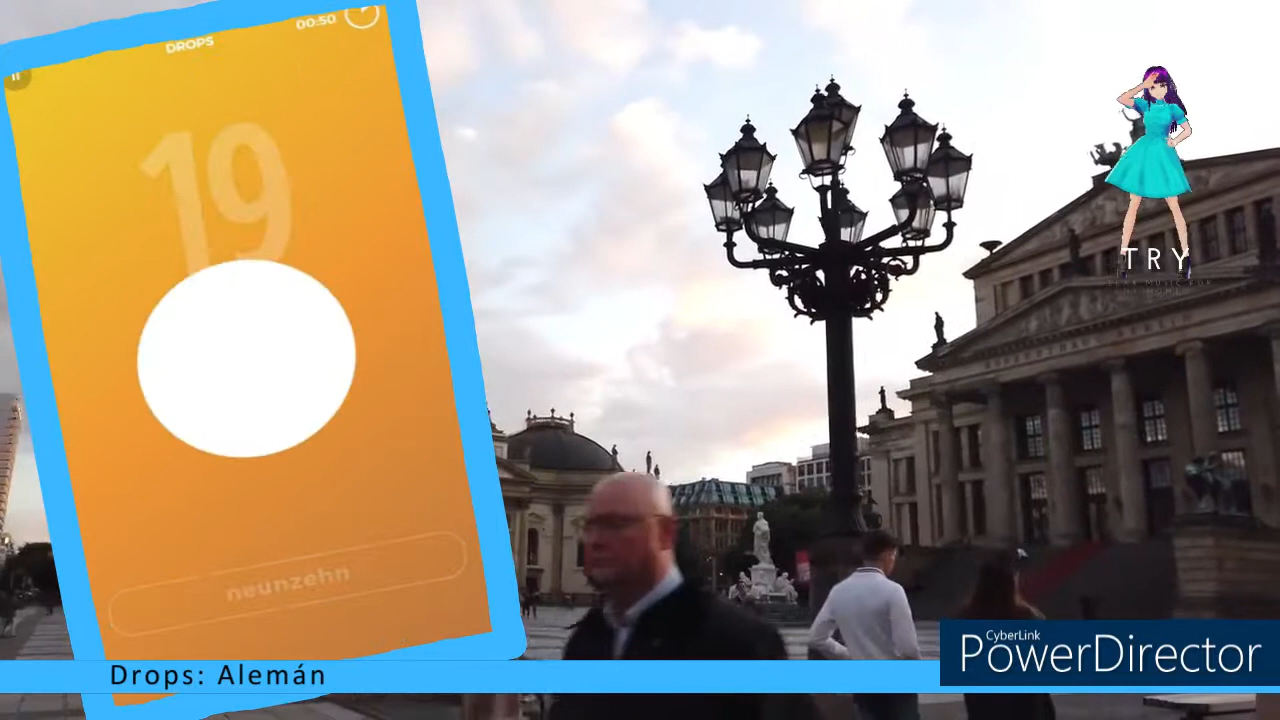 00:50
DROPS
19
neunzehn
TRY
Drops: Alemán
CyberLink
PowerDirector